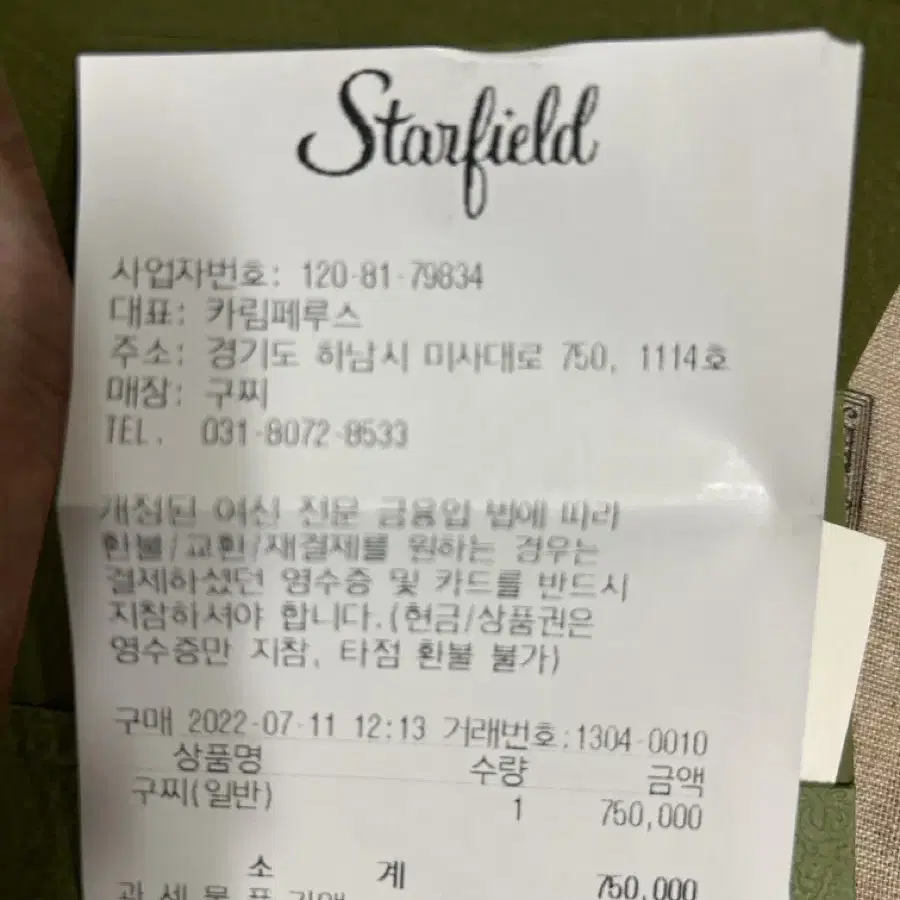 Starfield
사업자번호: 120-81-79834
대표: 카림페루스
주소: 경기도 하남시 미사대로 750, 1114호
매장: 구찌
TEL. 031-8072-8533
개정된 여신 전문 금융업 법에 따라
환불/교환/재결제를 원하는 경우는
결제하셨던 영수증 및 카드를 반드시
지참하셔야 합니다.(현금/상품권은
영수증만 지참, 타점 환불 불가)
구매 2022-07-11 12:13 거래번호:1304-0010
상품명 수량 금액
구찌(일반) 1 750,000
소 계 750,000